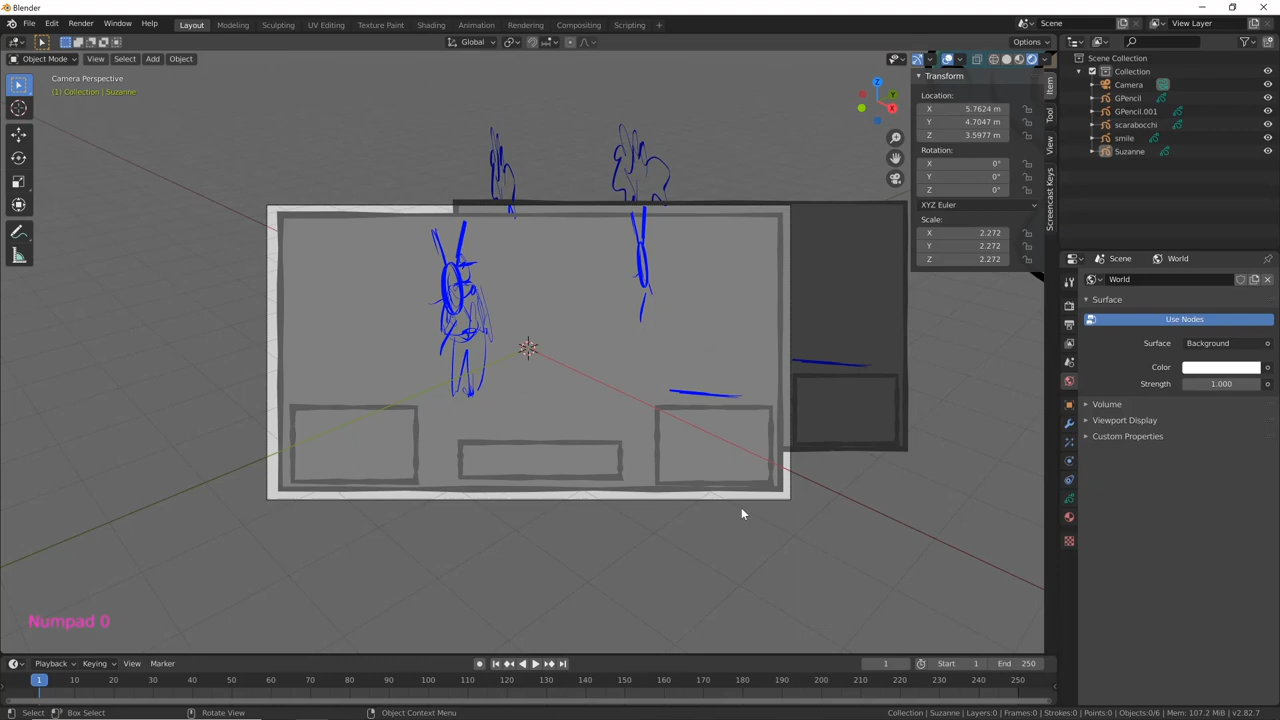 Blender
File Edit Render Window Help
Layout Modeling Sculpting UV Editing Texture Paint Shading Animation Rendering Compositing Scripting +
Scene
View Layer
Global
Options
Object Mode View Select Add Object
Camera Perspective
(1) Collection | Suzanne
Z
Y
X
Transform
Location:
X 5.7624 m
Y 4.7047 m
Z 3.5977 m
Rotation:
X 0°
Y 0°
Z 0°
XYZ Euler
Scale:
X 2.272
Y 2.272
Z 2.272
Item
Tool
View
Screencast Keys
Scene Collection
Collection
Camera
GPencil
GPencil.001
scarabocchi
smile
Suzanne
Scene World
World
Surface
Use Nodes
Surface Background
Color
Strength 1.000
Volume
Viewport Display
Custom Properties
Numpad 0
Playback Keying View Marker
1
Start 1
End 250
1 10 20 30 40 50 60 70 80 90 100 110 120 130 140 150 160 170 180 190 200 210 220 230 240 250
Select Box Select Rotate View Object Context Menu
Collection | Suzanne | Layers:0 | Frames:0 | Strokes:0 | Points:0 | Objects:0/6 | Mem: 107.2 MiB | v2.82.7